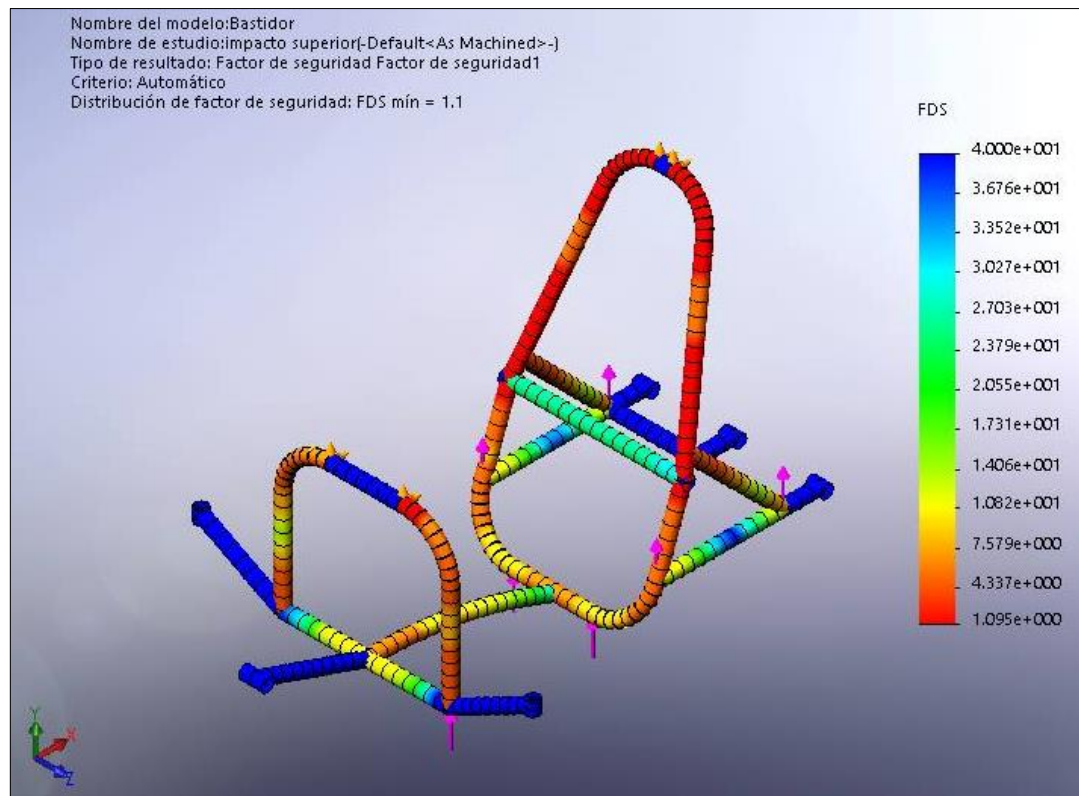 Nombre del modelo:Bastidor
Nombre de estudio:impacto superior(-Default<As Machined>-)
Tipo de resultado: Factor de seguridad Factor de seguridad1
Criterio: Automático
Distribución de factor de seguridad: FDS mín = 1.1
FDS
4.000e+001
3.676e+001
3.352e+001
3.027e+001
2.703e+001
2.379e+001
2.055e+001
1.731e+001
1.406e+001
1.082e+001
7.579e+000
4.337e+000
1.095e+000
Y
X
Z